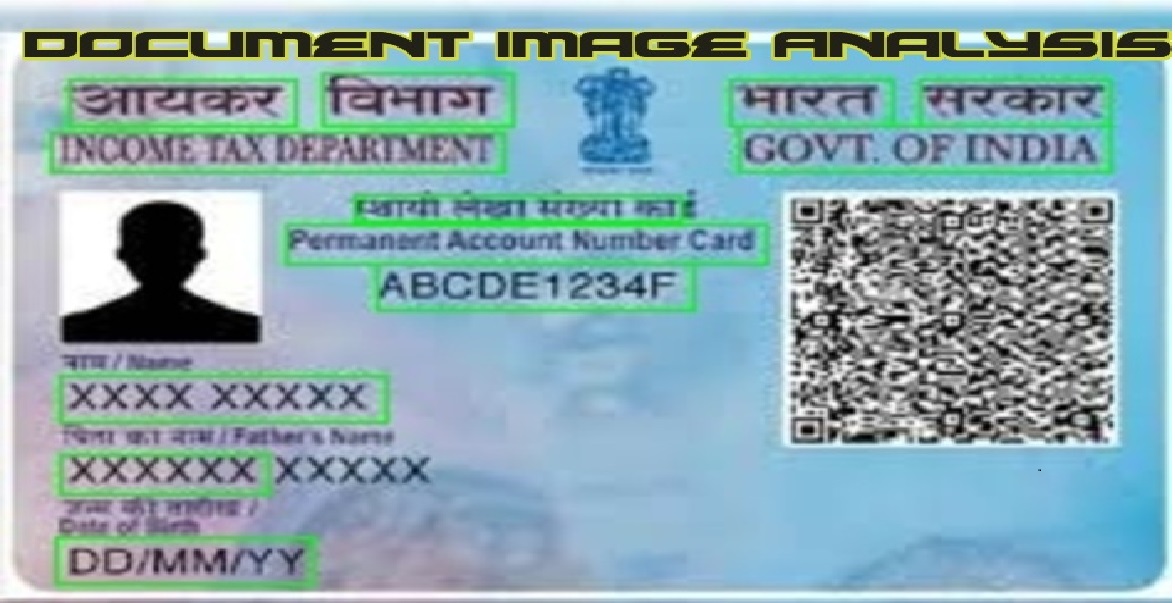 DOCUMENT IMAGE ANALYSIS
आयकर विभाग भारत सरकार
INCOME TAX DEPARTMENT GOVT. OF INDIA
स्थायी लेखा संख्या कार्ड
Permanent Account Number Card
ABCDE1234F
नाम / Name
XXXX XXXXX
पिता का नाम / Father's Name
XXXXXX XXXXX
जन्म की तारीख /
Date of Birth
DD/MM/YY